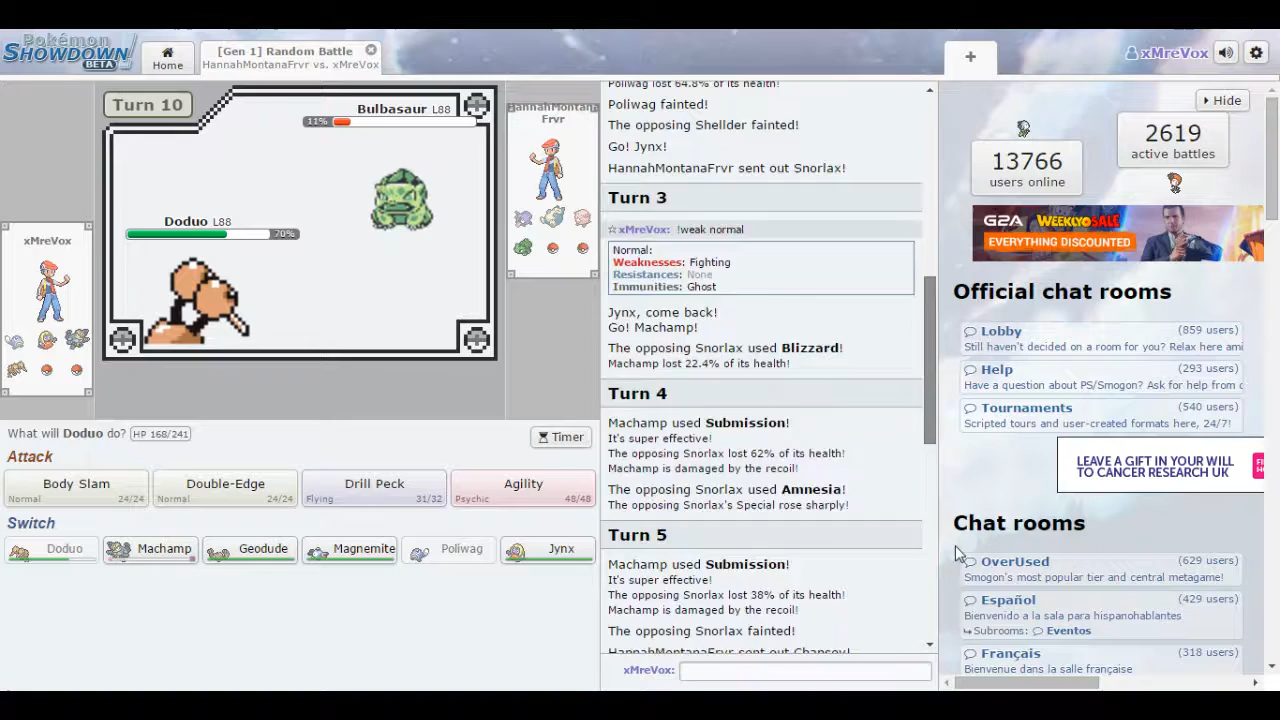 Pokémon
SHOWDOWN
BETA
Home
[Gen 1] Random Battle
HannahMontanaFrvr vs. xMreVox
+
xMreVox
Turn 10
Bulbasaur L88
11%
Doduo L88
70%
xMreVox
HannahMontana
Frvr
What will Doduo do? HP 168/241
Timer
Attack
Body Slam
Normal 24/24
Double-Edge
Normal 24/24
Drill Peck
Flying 31/32
Agility
Psychic 48/48
Switch
Doduo
Machamp
Geodude
Magnemite
Poliwag
Jynx
Poliwag lost 64.8% of its health!
Poliwag fainted!
The opposing Shellder fainted!
Go! Jynx!
HannahMontanaFrvr sent out Snorlax!
Turn 3
☆xMreVox: !weak normal
Normal:
Weaknesses: Fighting
Resistances: None
Immunities: Ghost
Jynx, come back!
Go! Machamp!
The opposing Snorlax used Blizzard!
Machamp lost 22.4% of its health!
Turn 4
Machamp used Submission!
It's super effective!
The opposing Snorlax lost 62% of its health!
Machamp is damaged by the recoil!
The opposing Snorlax used Amnesia!
The opposing Snorlax's Special rose sharply!
Turn 5
Machamp used Submission!
It's super effective!
The opposing Snorlax lost 38% of its health!
Machamp is damaged by the recoil!
The opposing Snorlax fainted!
HannahMontanaFrvr sent out Chansey!
xMreVox:
Hide
13766
users online
2619
active battles
G2A WEEKLY SALE
EVERYTHING DISCOUNTED
Official chat rooms
Lobby (859 users)
Still haven't decided on a room for you? Relax here ami
Help (293 users)
Have a question about PS/Smogon? Ask for help from
Tournaments (540 users)
Scripted tours and user-created formats here, 24/7!
LEAVE A GIFT IN YOUR WILL
TO CANCER RESEARCH UK
Chat rooms
OverUsed (629 users)
Smogon's most popular tier and central metagame!
Español (429 users)
Bienvenido a la sala para hispanohablantes
Subrooms: Eventos
Français (318 users)
Bienvenue dans la salle française